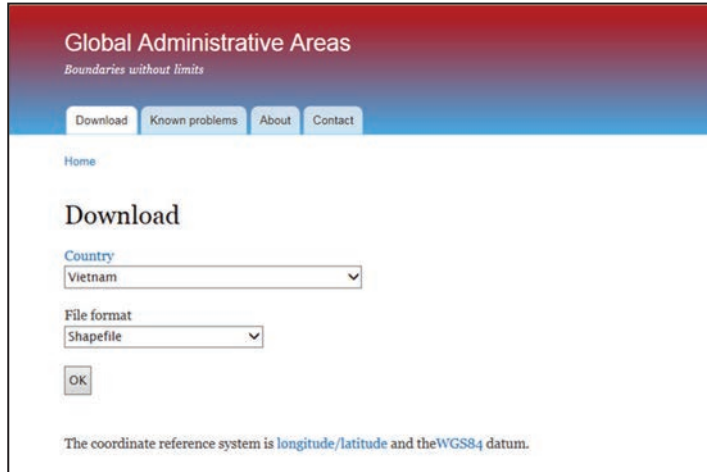 Global Administrative Areas
Boundaries without limits
Download Known problems About Contact
Home
Download
Country
Vietnam
File format
Shapefile
OK
The coordinate reference system is longitude/latitude and theWGS84 datum.